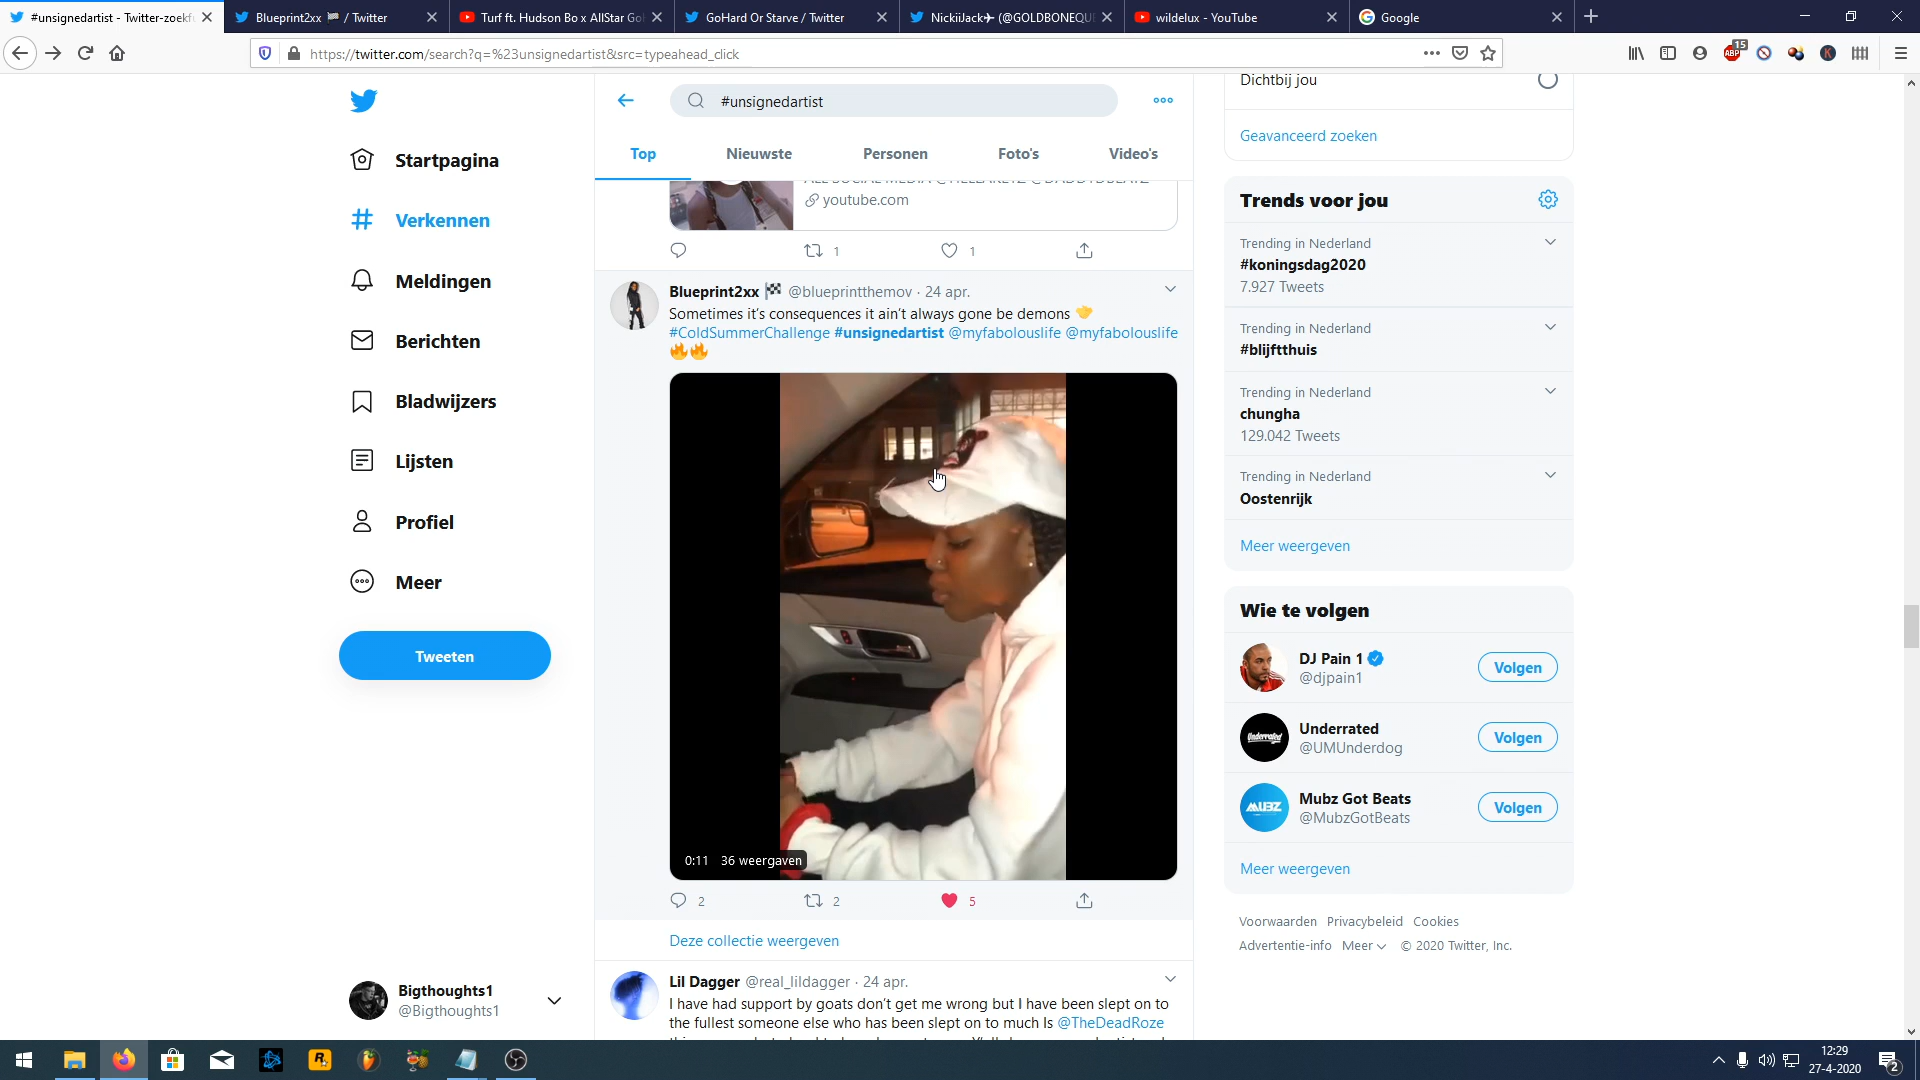 #unsignedartist - Twitter-zoekfu
Blueprint2xx / Twitter
Turf ft. Hudson Bo x AllStar Go
GoHard Or Starve / Twitter
NickiiJack✈ (@GOLDBONEQUE
wildelux - YouTube
Google
https://twitter.com/search?q=%23unsignedartist&src=typeahead_click
ABP 15
K
Startpagina
Verkennen
Meldingen
Berichten
Bladwijzers
Lijsten
Profiel
Meer
Tweeten
Bigthoughts1
@Bigthoughts1
#unsignedartist
Top
Nieuwste
Personen
Foto's
Video's
youtube.com
1
1
Blueprint2xx @blueprintthemov · 24 apr.
Sometimes it's consequences it ain't always gone be demons
#ColdSummerChallenge #unsignedartist @myfabolouslife @myfabolouslife
🔥🔥
0:11 36 weergaven
2
2
5
Deze collectie weergeven
Lil Dagger @real_lildagger · 24 apr.
I have had support by goats don't get me wrong but I have been slept on to
the fullest someone else who has been slept on to much Is @TheDeadRoze
Dichtbij jou
Geavanceerd zoeken
Trends voor jou
Trending in Nederland
#koningsdag2020
7.927 Tweets
Trending in Nederland
#blijftthuis
Trending in Nederland
chungha
129.042 Tweets
Trending in Nederland
Oostenrijk
Meer weergeven
Wie te volgen
DJ Pain 1
@djpain1
Volgen
Underrated
Underrated
@UMUnderdog
Volgen
MUBZ
Mubz Got Beats
@MubzGotBeats
Volgen
Meer weergeven
Voorwaarden Privacybeleid Cookies
Advertentie-info Meer © 2020 Twitter, Inc.
12:29
27-4-2020
2